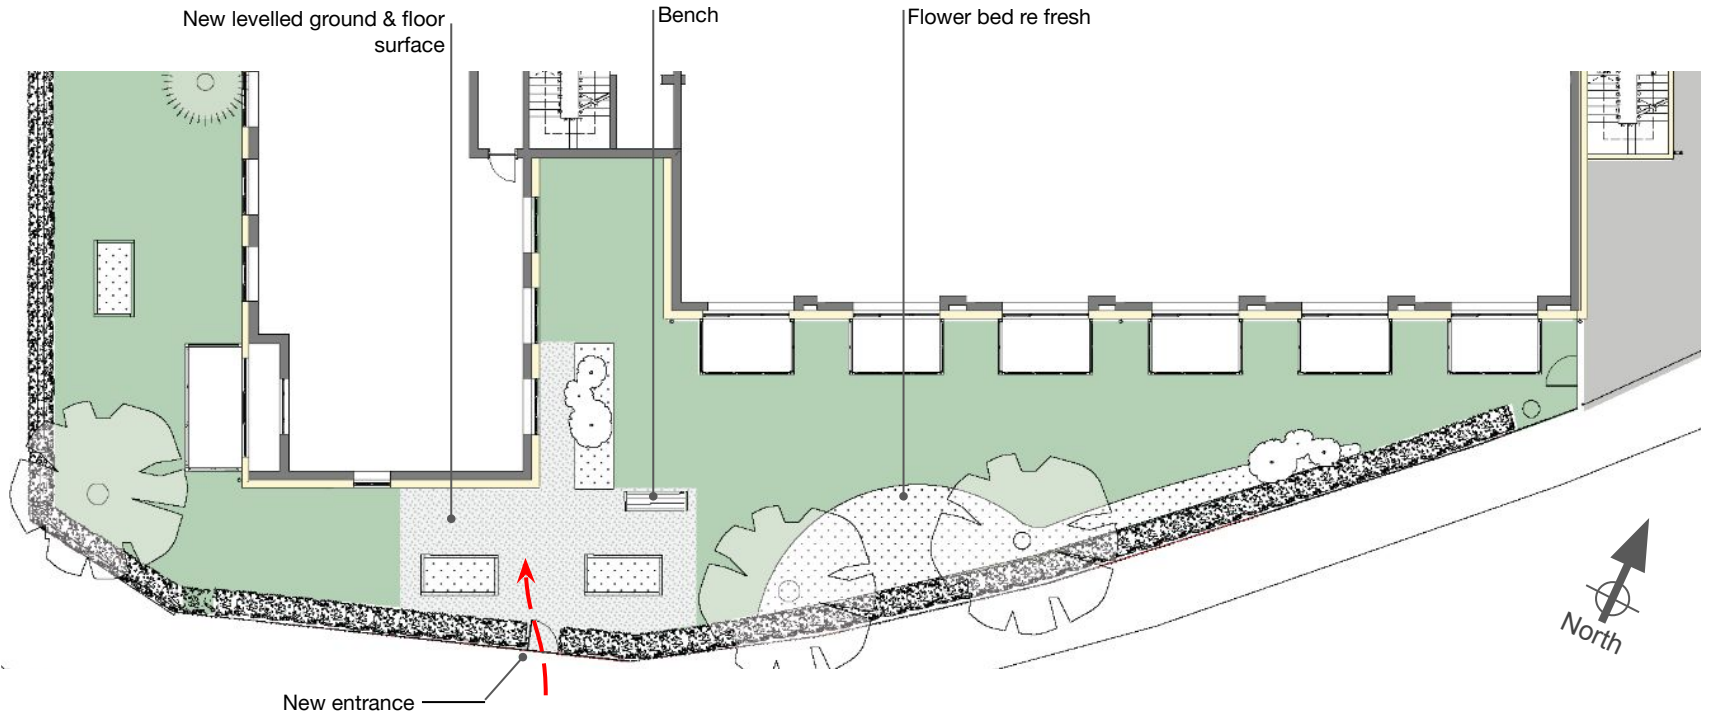 New levelled ground & floor
surface
Bench
Flower bed re fresh
North
New entrance